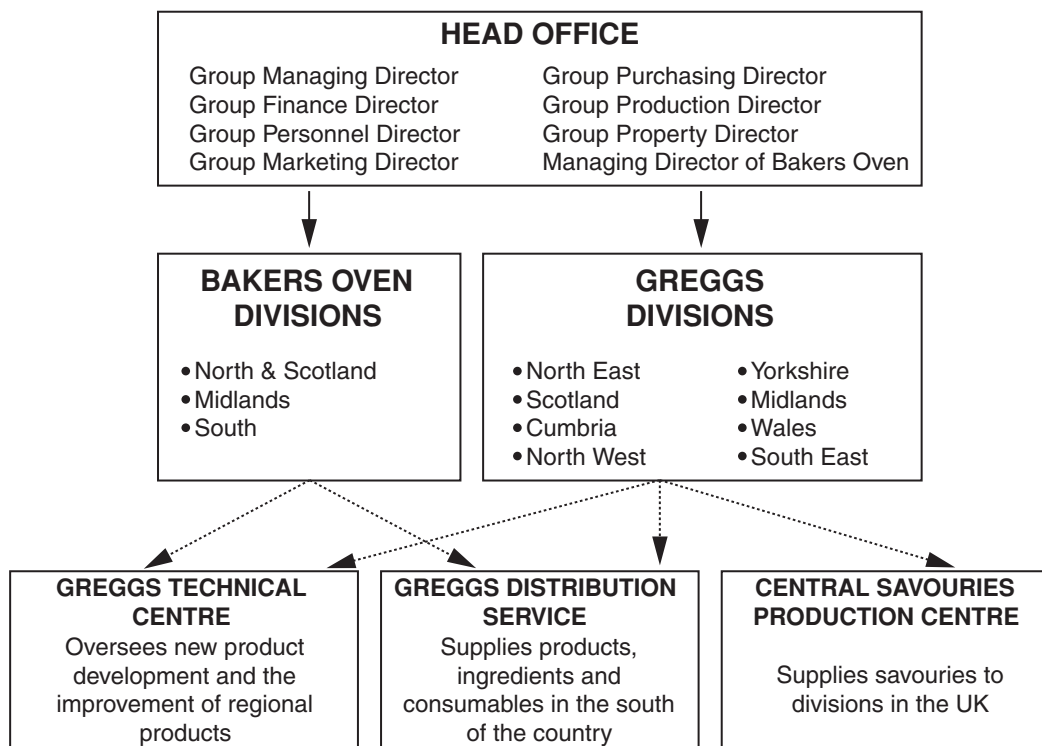 HEAD OFFICE
Group Managing Director
Group Finance Director
Group Personnel Director
Group Marketing Director
Group Purchasing Director
Group Production Director
Group Property Director
Managing Director of Bakers Oven
BAKERS OVEN
DIVISIONS
• North & Scotland
• Midlands
• South
GREGGS
DIVISIONS
• North East
• Scotland
• Cumbria
• North West
• Yorkshire
• Midlands
• Wales
• South East
GREGGS TECHNICAL
CENTRE
Oversees new product
development and the
improvement of regional
products
GREGGS DISTRIBUTION
SERVICE
Supplies products,
ingredients and
consumables in the south
of the country
CENTRAL SAVOURIES
PRODUCTION CENTRE
Supplies savouries to
divisions in the UK